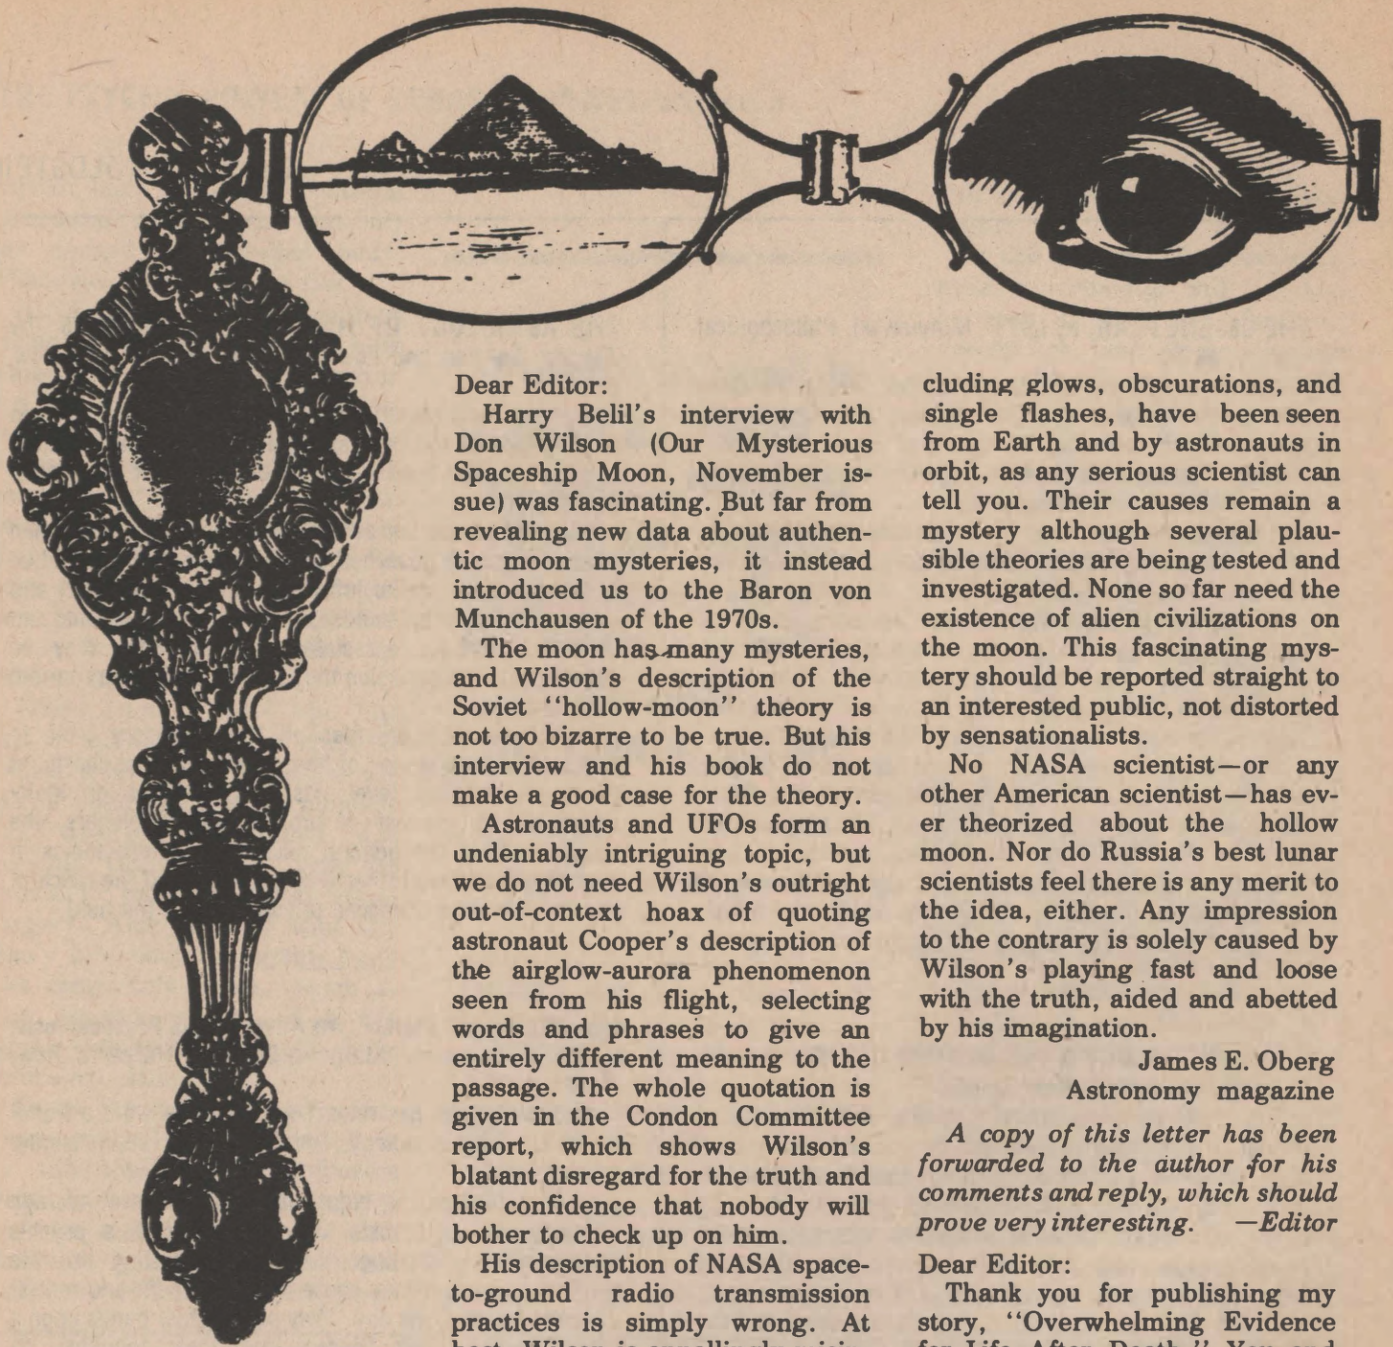 Dear Editor:
Harry Belil's interview with
Don Wilson (Our Mysterious
Spaceship Moon, November is-
sue) was fascinating. But far from
revealing new data about authen-
tic moon mysteries, it instead
introduced us to the Baron von
Munchausen of the 1970s.
The moon has many mysteries,
and Wilson's description of the
Soviet "hollow-moon" theory is
not too bizarre to be true. But his
interview and his book do not
make a good case for the theory.
Astronauts and UFOs form an
undeniably intriguing topic, but
we do not need Wilson's outright
out-of-context hoax of quoting
astronaut Cooper's description of
the airglow-aurora phenomenon
seen from his flight, selecting
words and phrases to give an
entirely different meaning to the
passage. The whole quotation is
given in the Condon Committee
report, which shows Wilson's
blatant disregard for the truth and
his confidence that nobody will
bother to check up on him.
His description of NASA space-
to-ground radio transmission
practices is simply wrong. At
cluding glows, obscurations, and
single flashes, have been seen
from Earth and by astronauts in
orbit, as any serious scientist can
tell you. Their causes remain a
mystery although several plau-
sible theories are being tested and
investigated. None so far need the
existence of alien civilizations on
the moon. This fascinating mys-
tery should be reported straight to
an interested public, not distorted
by sensationalists.
No NASA scientist—or any
other American scientist—has ev-
er theorized about the hollow
moon. Nor do Russia's best lunar
scientists feel there is any merit to
the idea, either. Any impression
to the contrary is solely caused by
Wilson's playing fast and loose
with the truth, aided and abetted
by his imagination.
James E. Oberg
Astronomy magazine
A copy of this letter has been
forwarded to the author for his
comments and reply, which should
prove very interesting. —Editor
Dear Editor:
Thank you for publishing my
story, "Overwhelming Evidence
for Life After Death." You and